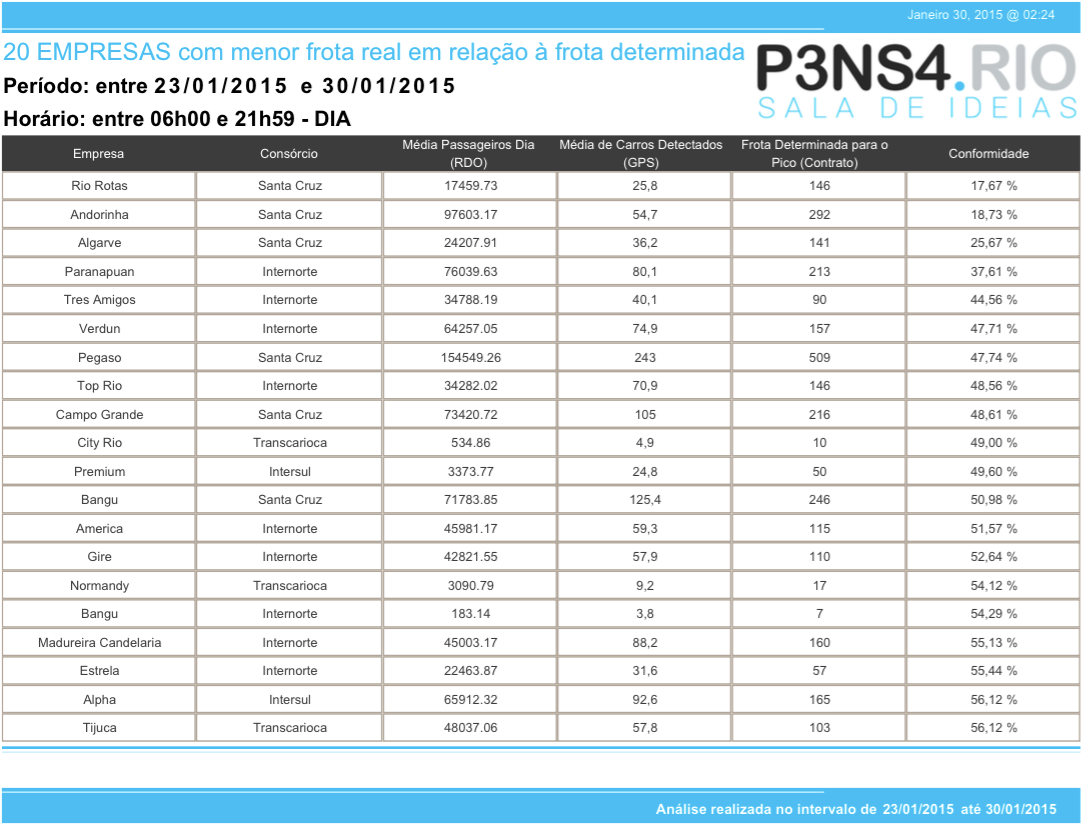 Janeiro 30, 2015 @ 02:24
20 EMPRESAS com menor frota real em relação à frota determinada
P3NS4.RIO
SALA DE IDEIAS
Período: entre 23/01/2015 e 30/01/2015
Horário: entre 06h00 e 21h59 - DIA
Empresa Consórcio Média Passageiros Dia (RDO) Média de Carros Detectados (GPS) Frota Determinada para o Pico (Contrato) Conformidade
Rio Rotas Santa Cruz 17459.73 25,8 146 17,67 %
Andorinha Santa Cruz 97603.17 54,7 292 18,73 %
Algarve Santa Cruz 24207.91 36,2 141 25,67 %
Paranapuan Internorte 76039.63 80,1 213 37,61 %
Tres Amigos Internorte 34788.19 40,1 90 44,56 %
Verdun Internorte 64257.05 74,9 157 47,71 %
Pegaso Santa Cruz 154549.26 243 509 47,74 %
Top Rio Internorte 34282.02 70,9 146 48,56 %
Campo Grande Santa Cruz 73420.72 105 216 48,61 %
City Rio Transcarioca 534.86 4,9 10 49,00 %
Premium Intersul 3373.77 24,8 50 49,60 %
Bangu Santa Cruz 71783.85 125,4 246 50,98 %
America Internorte 45981.17 59,3 115 51,57 %
Gire Internorte 42821.55 57,9 110 52,64 %
Normandy Transcarioca 3090.79 9,2 17 54,12 %
Bangu Internorte 183.14 3,8 7 54,29 %
Madureira Candelaria Internorte 45003.17 88,2 160 55,13 %
Estrela Internorte 22463.87 31,6 57 55,44 %
Alpha Intersul 65912.32 92,6 165 56,12 %
Tijuca Transcarioca 48037.06 57,8 103 56,12 %
Análise realizada no intervalo de 23/01/2015 até 30/01/2015